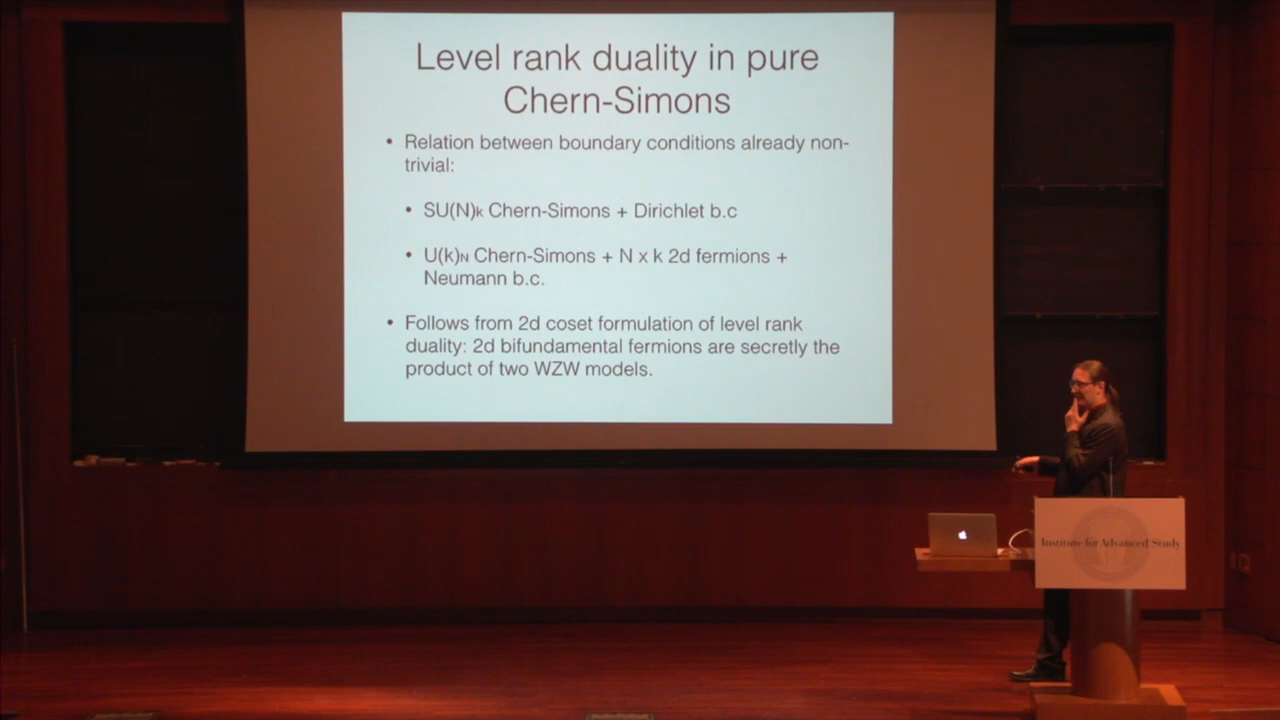 Level rank duality in pure
Chern-Simons
• Relation between boundary conditions already non-
trivial:
• SU(N)k Chern-Simons + Dirichlet b.c
• U(k)N Chern-Simons + N x k 2d fermions +
Neumann b.c.
• Follows from 2d coset formulation of level rank
duality: 2d bifundamental fermions are secretly the
product of two WZW models.
Institute for Advanced Study